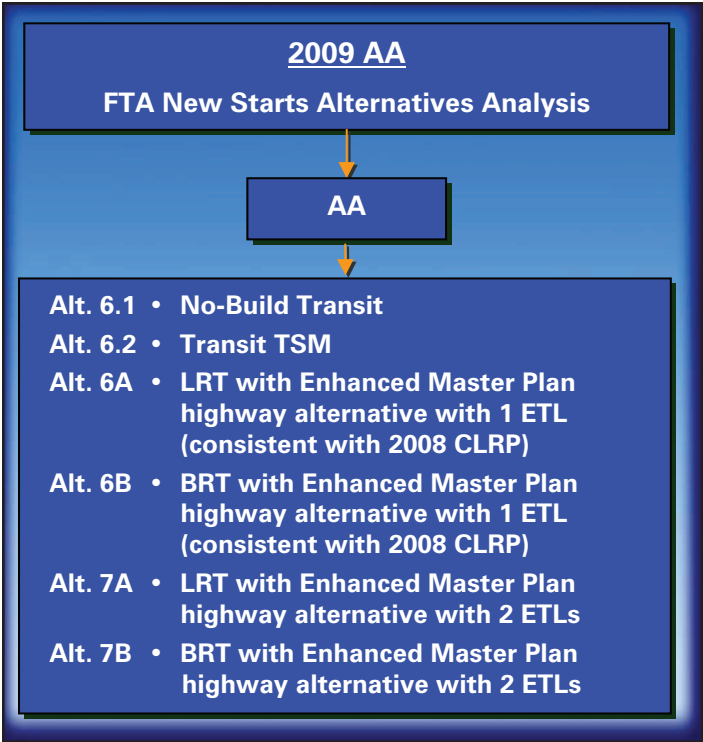 2009 AA
FTA New Starts Alternatives Analysis
AA
Alt. 6.1 • No-Build Transit
Alt. 6.2 • Transit TSM
Alt. 6A • LRT with Enhanced Master Plan
highway alternative with 1 ETL
(consistent with 2008 CLRP)
Alt. 6B • BRT with Enhanced Master Plan
highway alternative with 1 ETL
(consistent with 2008 CLRP)
Alt. 7A • LRT with Enhanced Master Plan
highway alternative with 2 ETLs
Alt. 7B • BRT with Enhanced Master Plan
highway alternative with 2 ETLs